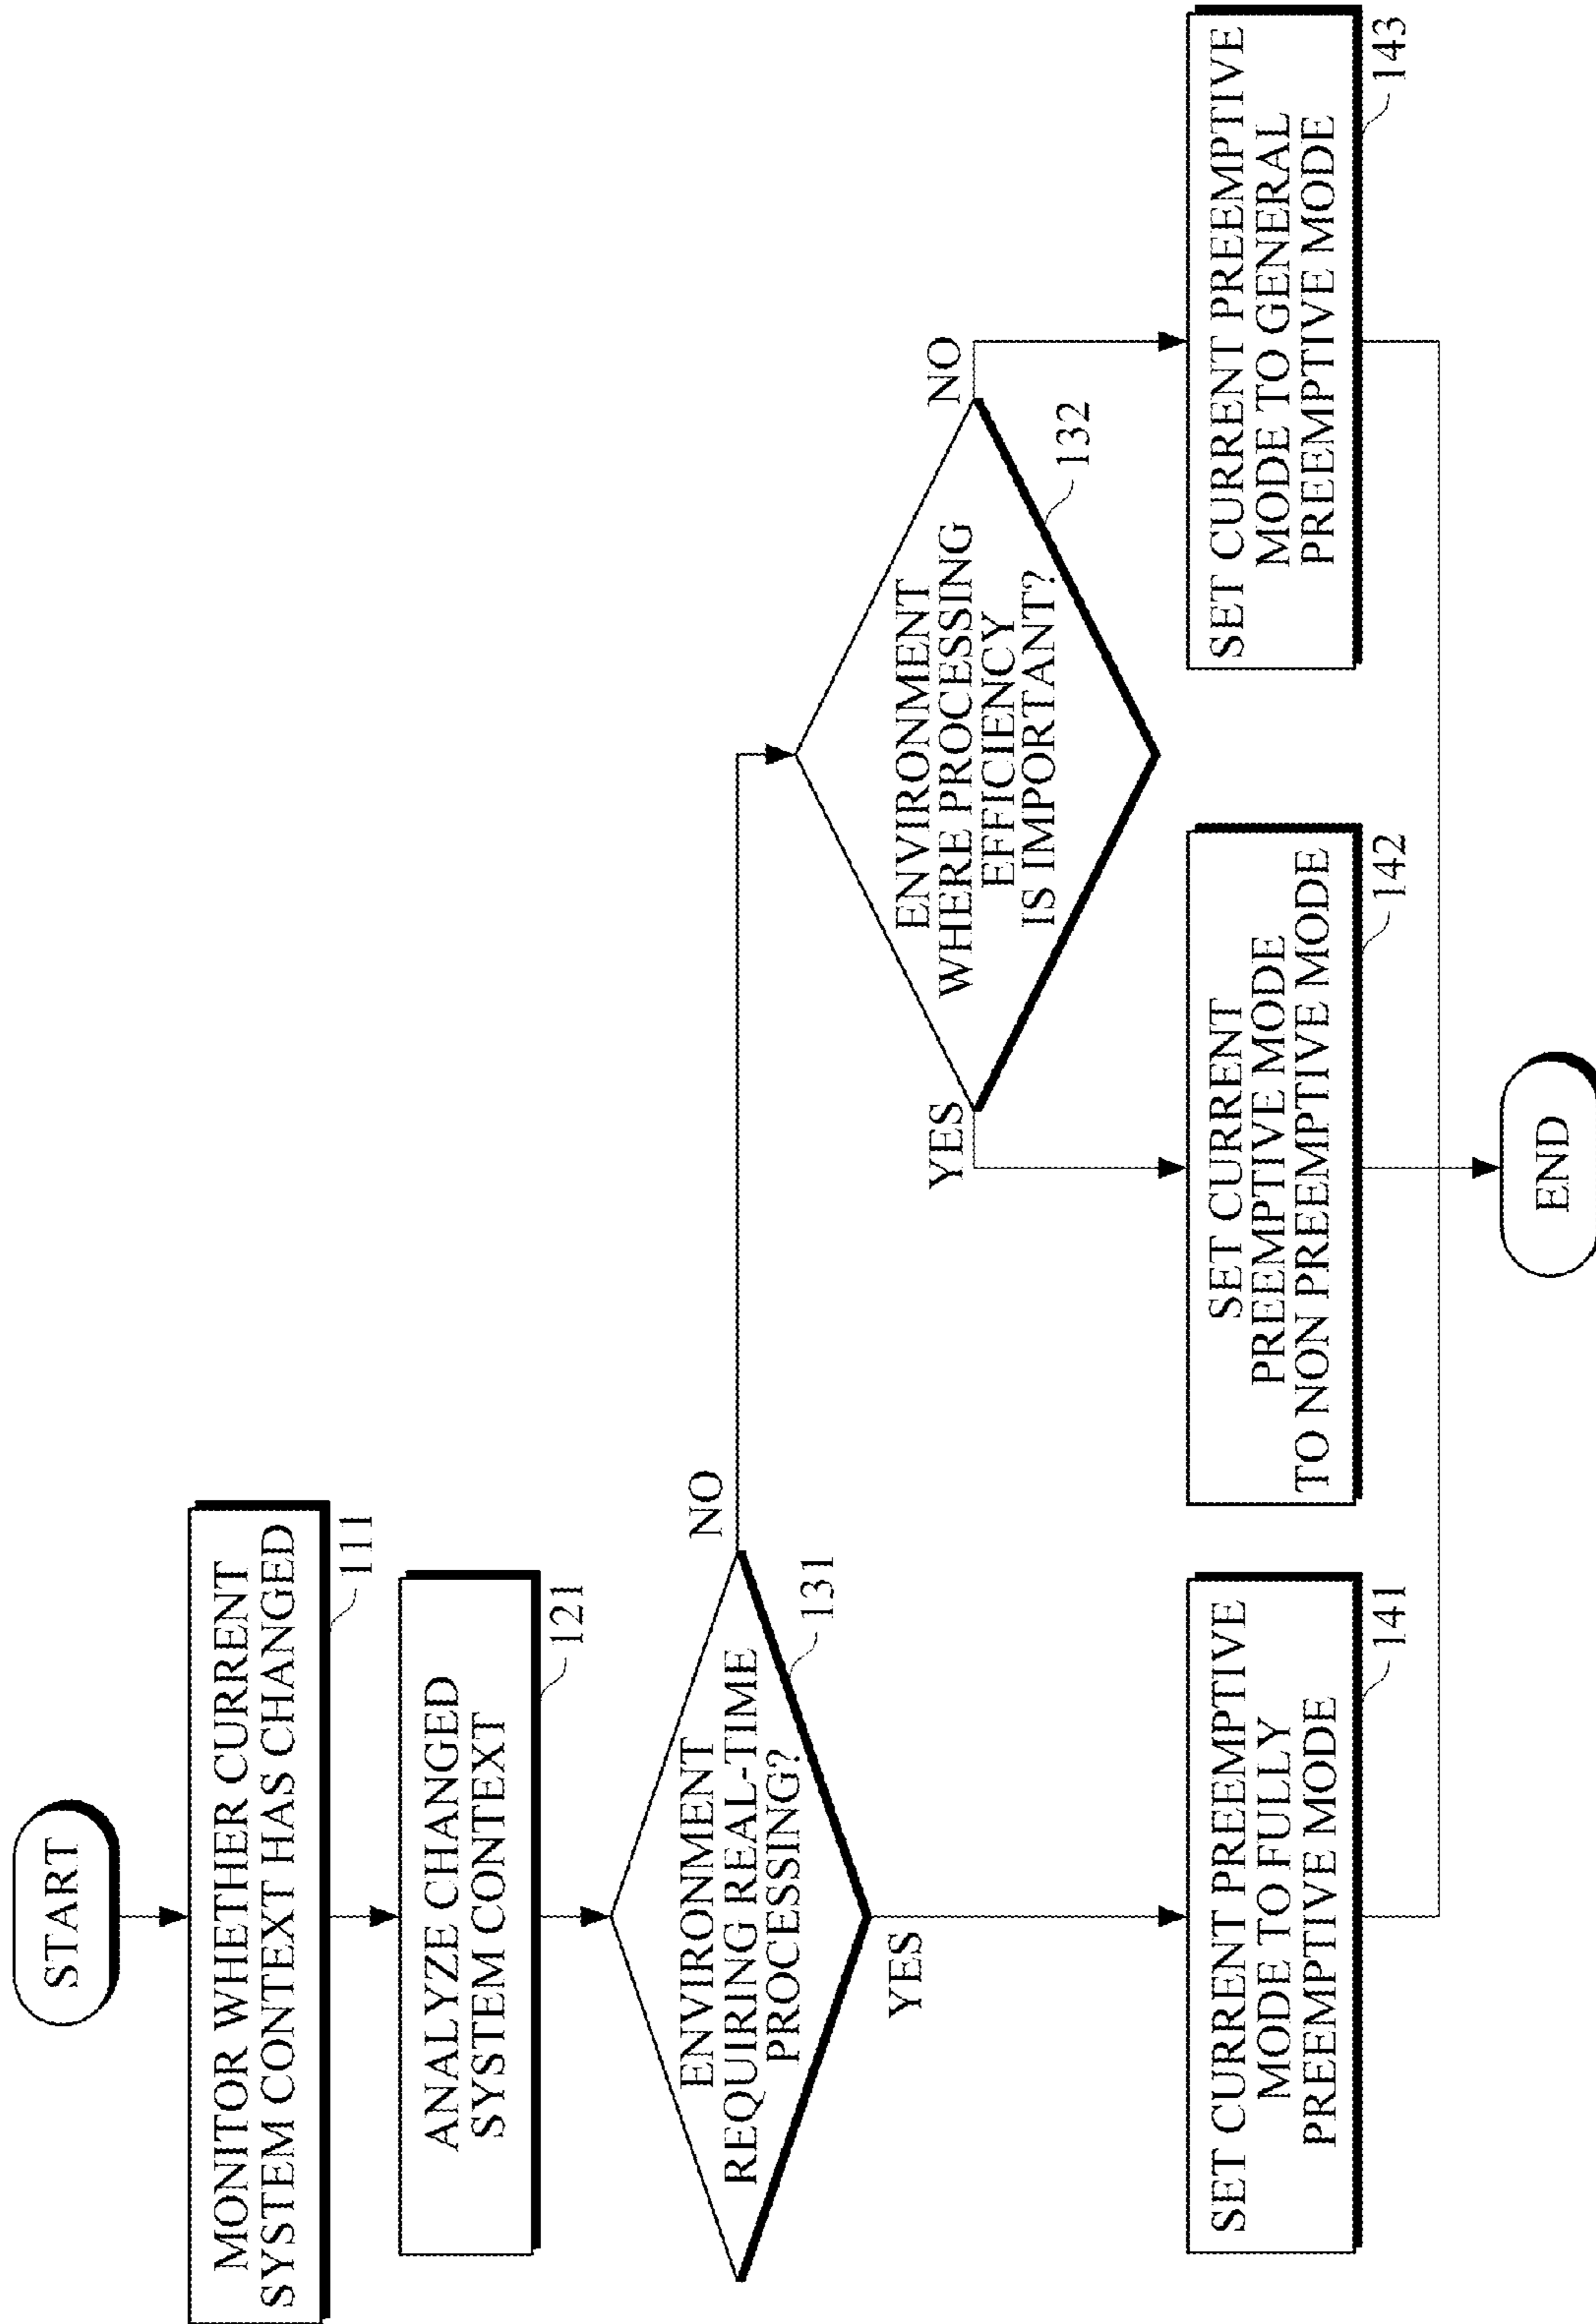 START
MONITOR WHETHER CURRENT
SYSTEM CONTEXT HAS CHANGED
111
ANALYZE CHANGED
SYSTEM CONTEXT
121
ENVIRONMENT
REQUIRING REAL-TIME
PROCESSING?
131
NO
YES
ENVIRONMENT
WHERE PROCESSING
EFFICIENCY
IS IMPORTANT?
132
YES
NO
SET CURRENT PREEMPTIVE
MODE TO FULLY
PREEMPTIVE MODE
141
SET CURRENT
PREEMPTIVE MODE
TO NON PREEMPTIVE MODE
142
SET CURRENT PREEMPTIVE
MODE TO GENERAL
PREEMPTIVE MODE
143
END